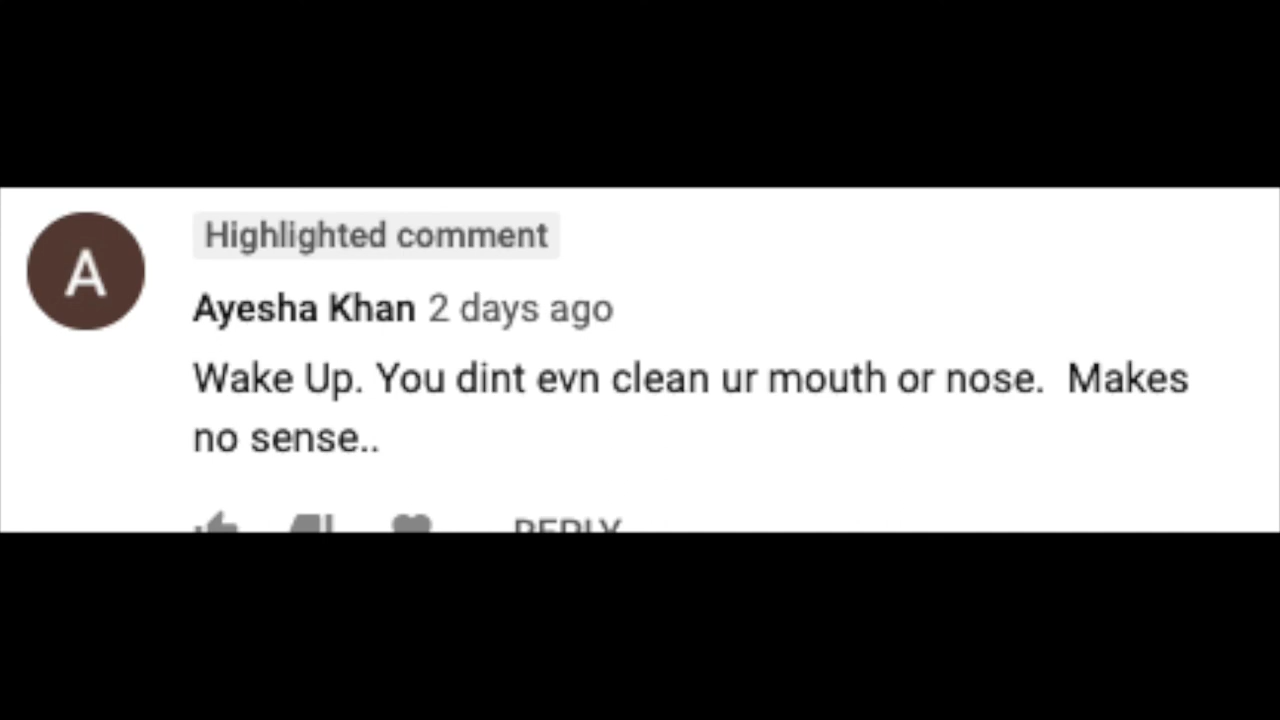 A
Highlighted comment
Ayesha Khan 2 days ago
Wake Up. You dint evn clean ur mouth or nose.  Makes
no sense..
REPLY